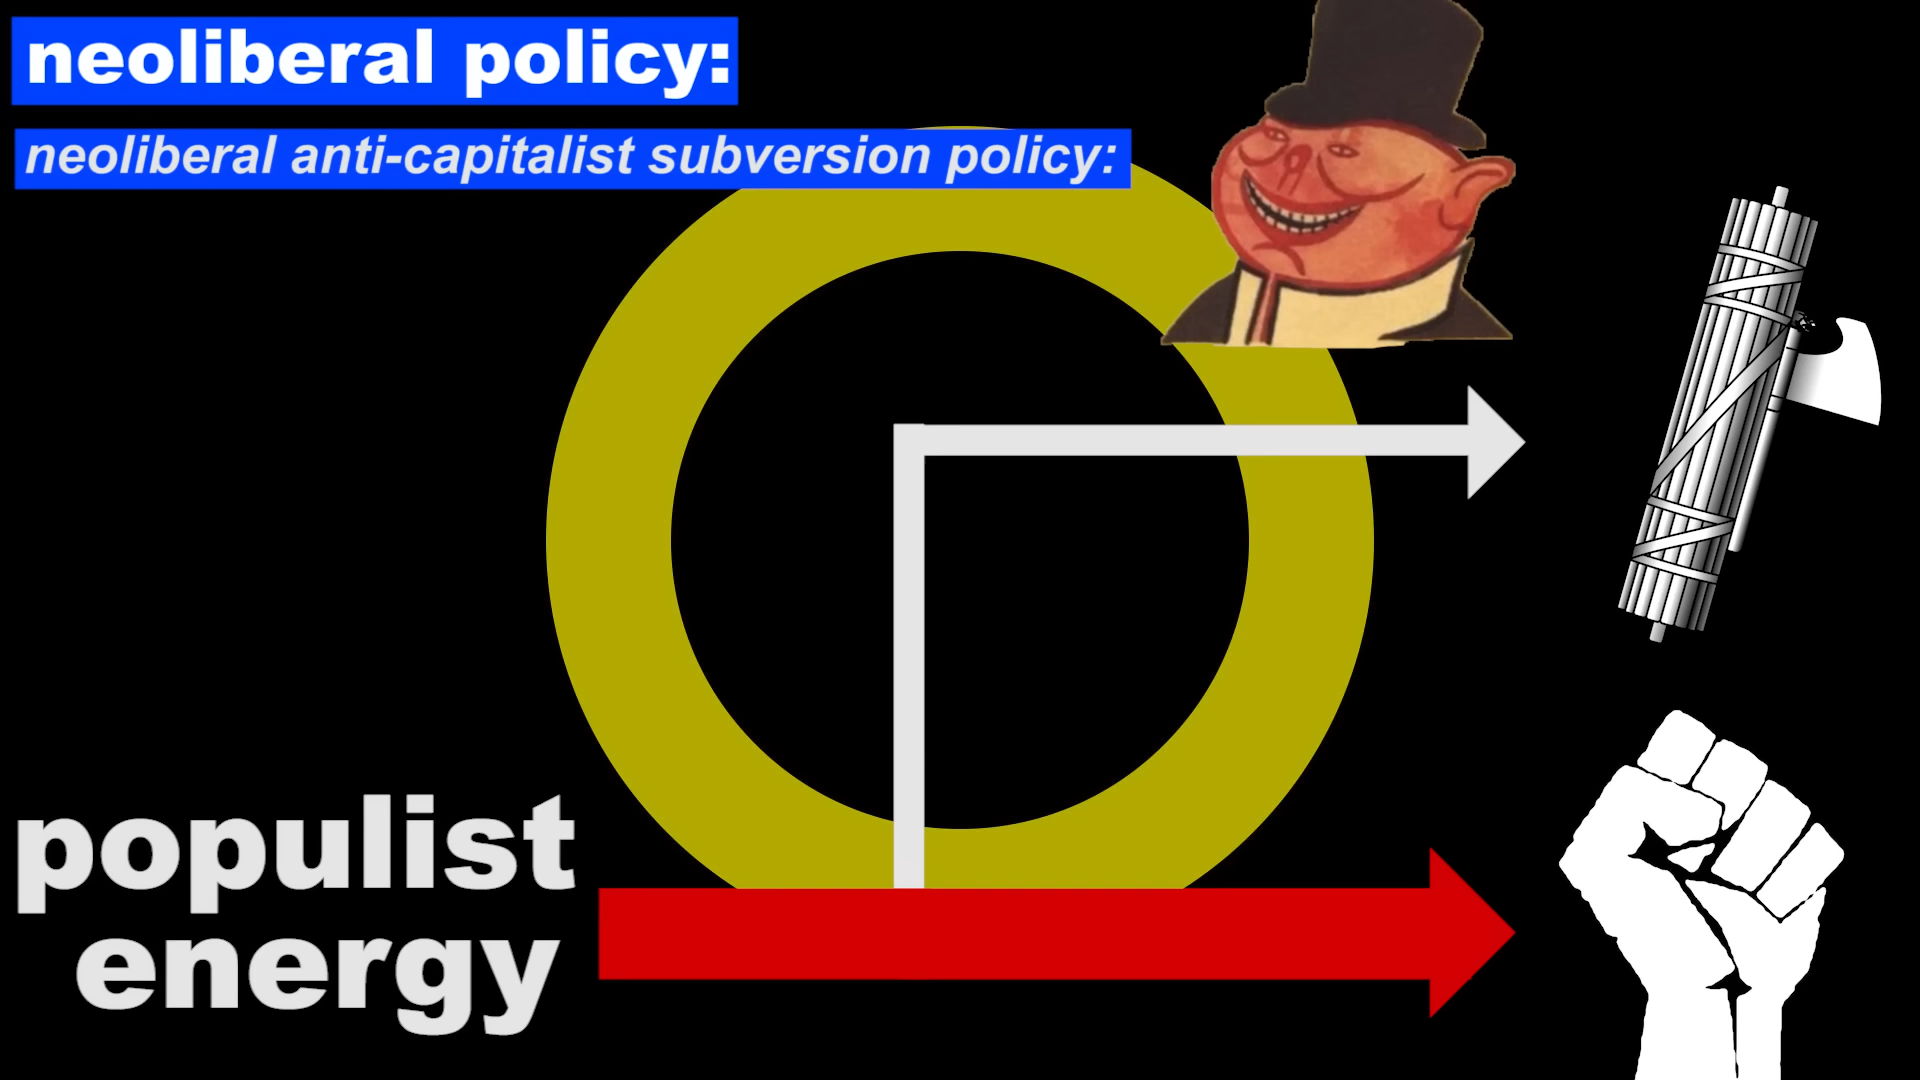 neoliberal policy:
neoliberal anti-capitalist subversion policy:
populist
energy